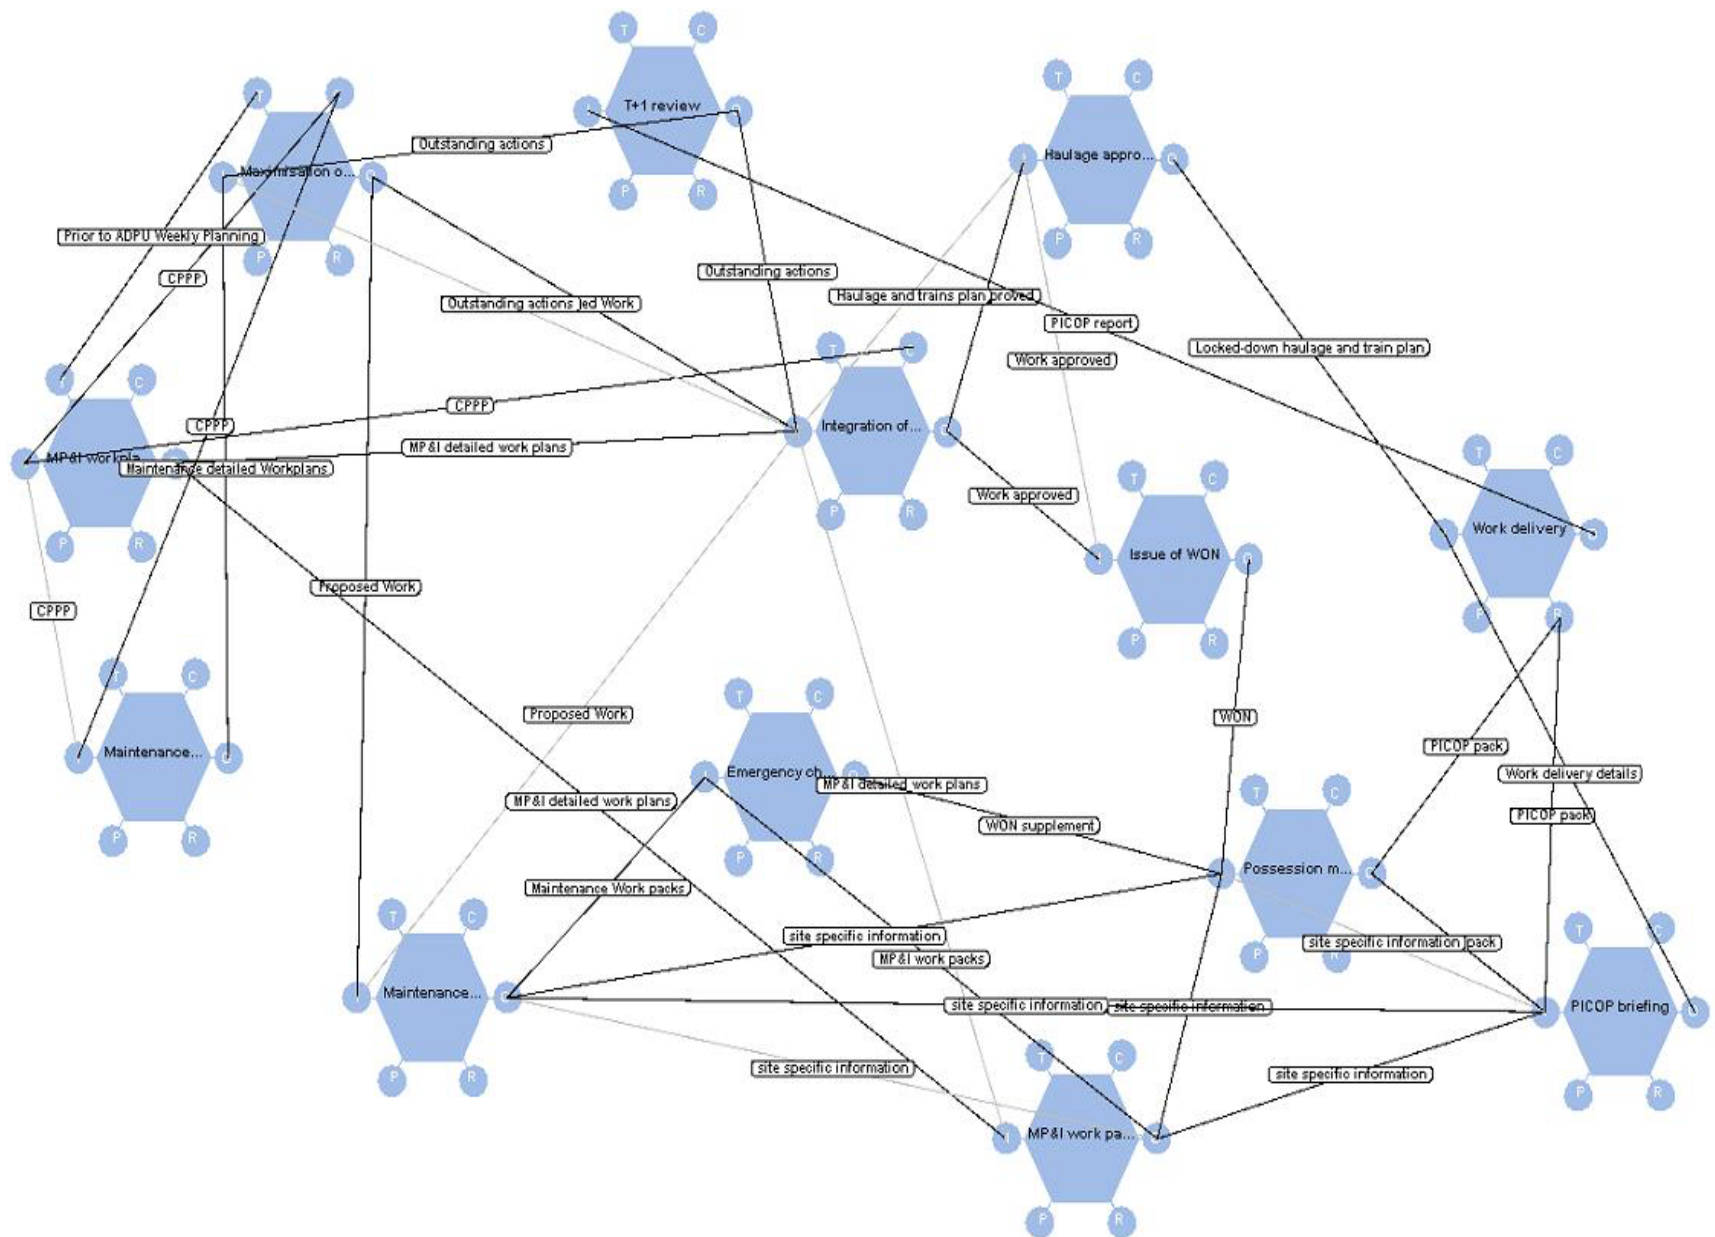 T
C
T+1 review
P
R
T
C
Haulage appro...
P
R
T
Maximisation o...
P
R
Outstanding actions
Prior to ADPU Weekly Planning
CPPP
Outstanding actions
Outstanding actions
ed Work
Haulage and trains plan
proved
PICOP report
Work approved
Locked-down haulage and train plan
T
C
Integration of...
P
R
CPPP
CPPP
MP&I detailed work plans
Maintenance detailed Workplans
C
MP&I workpla
P
R
Work approved
T
C
Issue of WON
P
R
T
C
Work delivery
P
R
Proposed Work
CPPP
T
C
Maintenance...
P
R
Proposed Work
WON
T
C
Emergency ch...
P
R
MP&I detailed work plans
MP&I detailed work plans
WON supplement
PICOP pack
Work delivery details
PICOP pack
T
C
Possession m...
P
R
Maintenance Work packs
site specific information
MP&I work packs
site specific information
pack
T
C
Maintenance...
P
R
site specific information
site specific information
T
C
PICOP briefing
P
R
site specific information
site specific information
T
C
MP&I work pa...
P
R